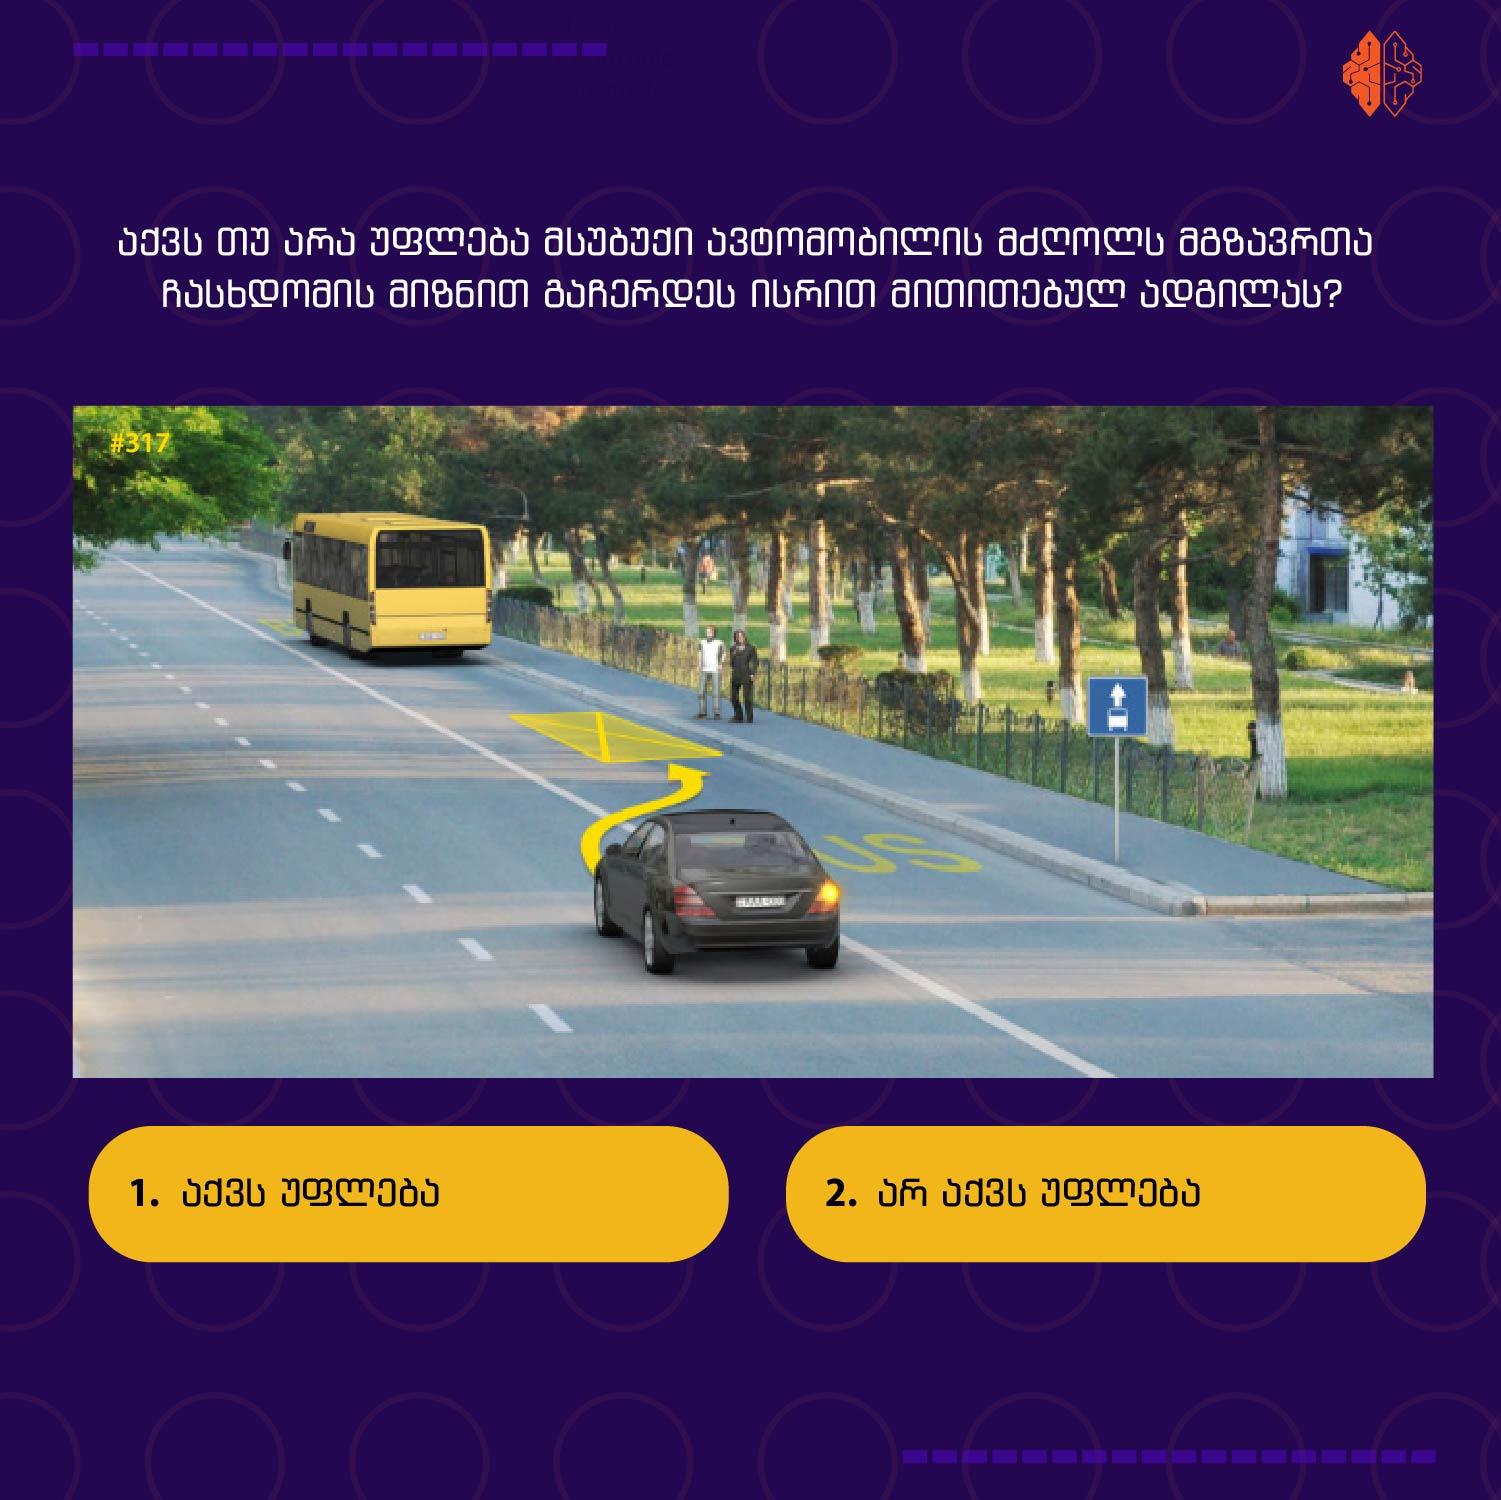 აქვს თუ არა უფლება მსუბუქი ავტომობილის მძღოლს მგზავრთა
ჩასხდომის მიზნით გაჩერდეს ისრით მითითებულ ადგილას?
#317
US
1. აქვს უფლება
2. არ აქვს უფლება